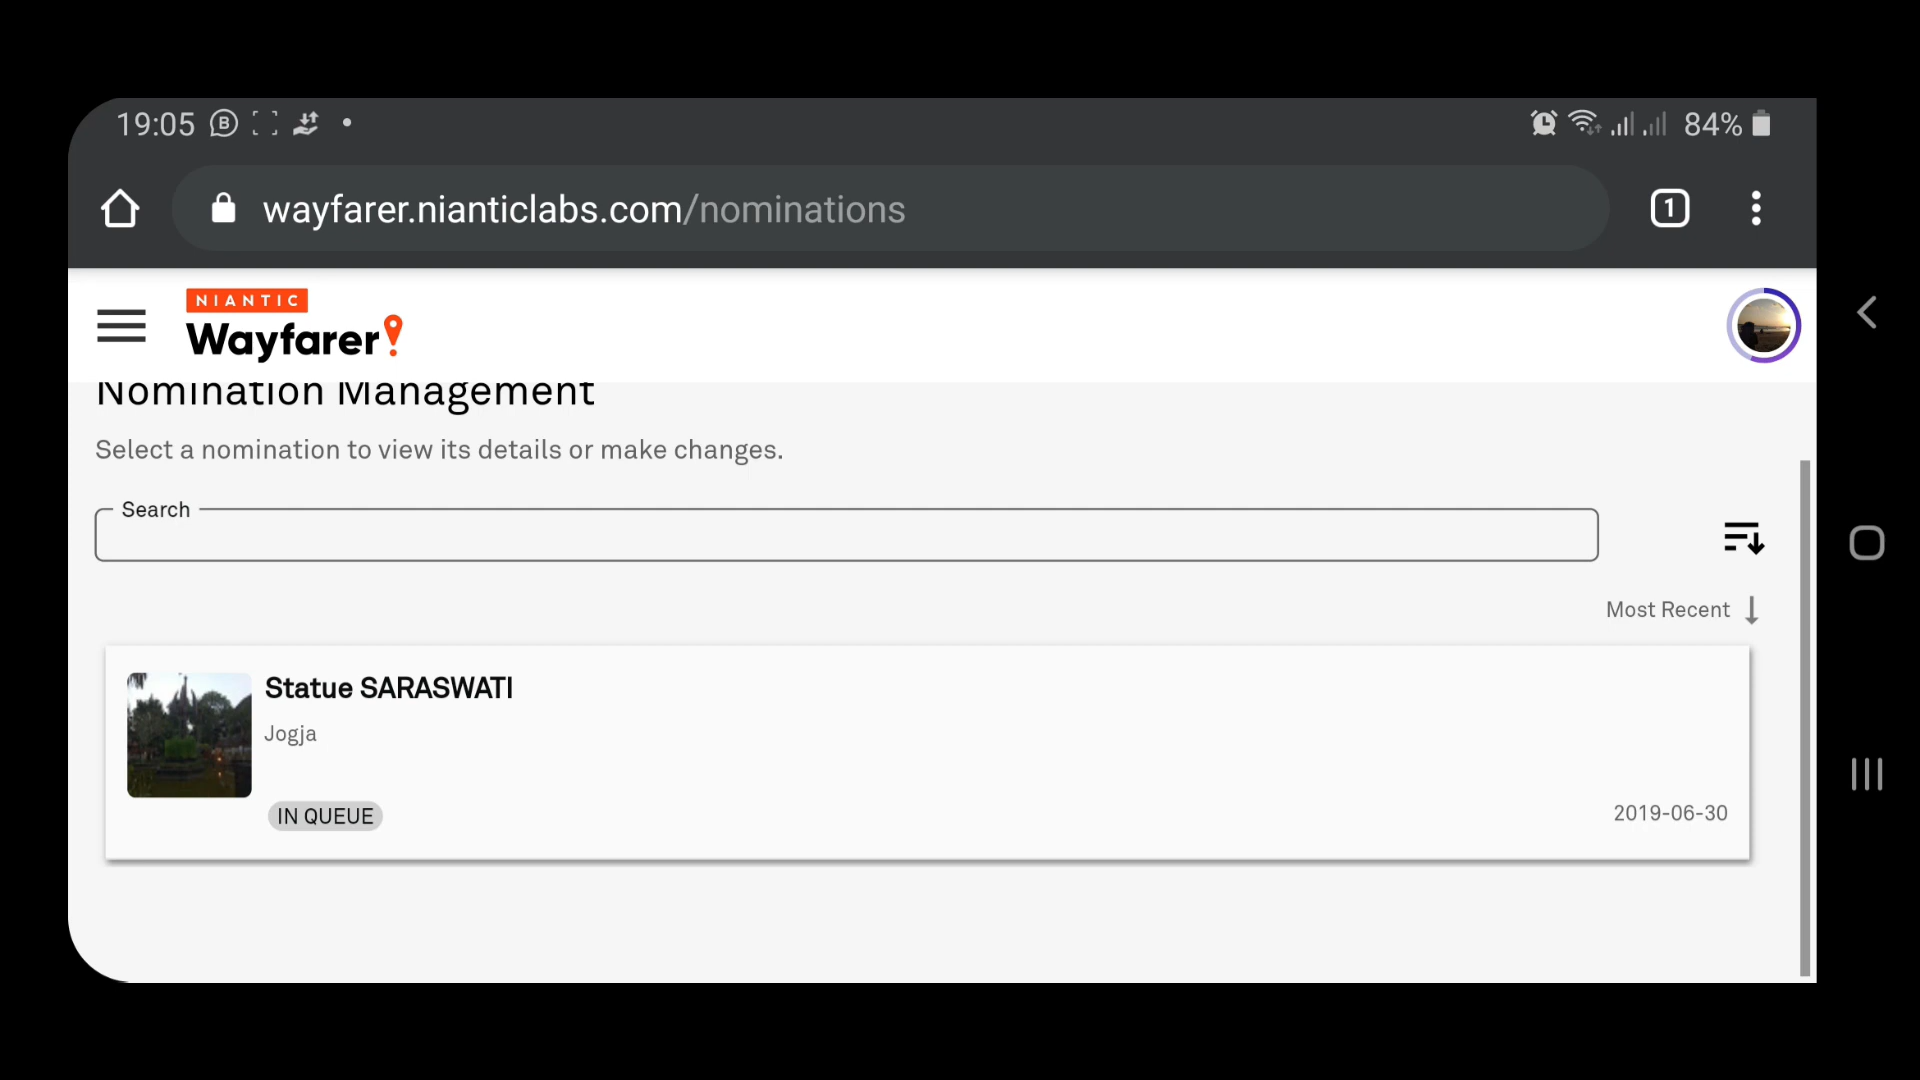 19:05
84%
wayfarer.nianticlabs.com/nominations
1
NIANTIC
Wayfarer
Nomination Management
Select a nomination to view its details or make changes.
Search
Most Recent
Statue SARASWATI
Jogja
IN QUEUE
2019-06-30